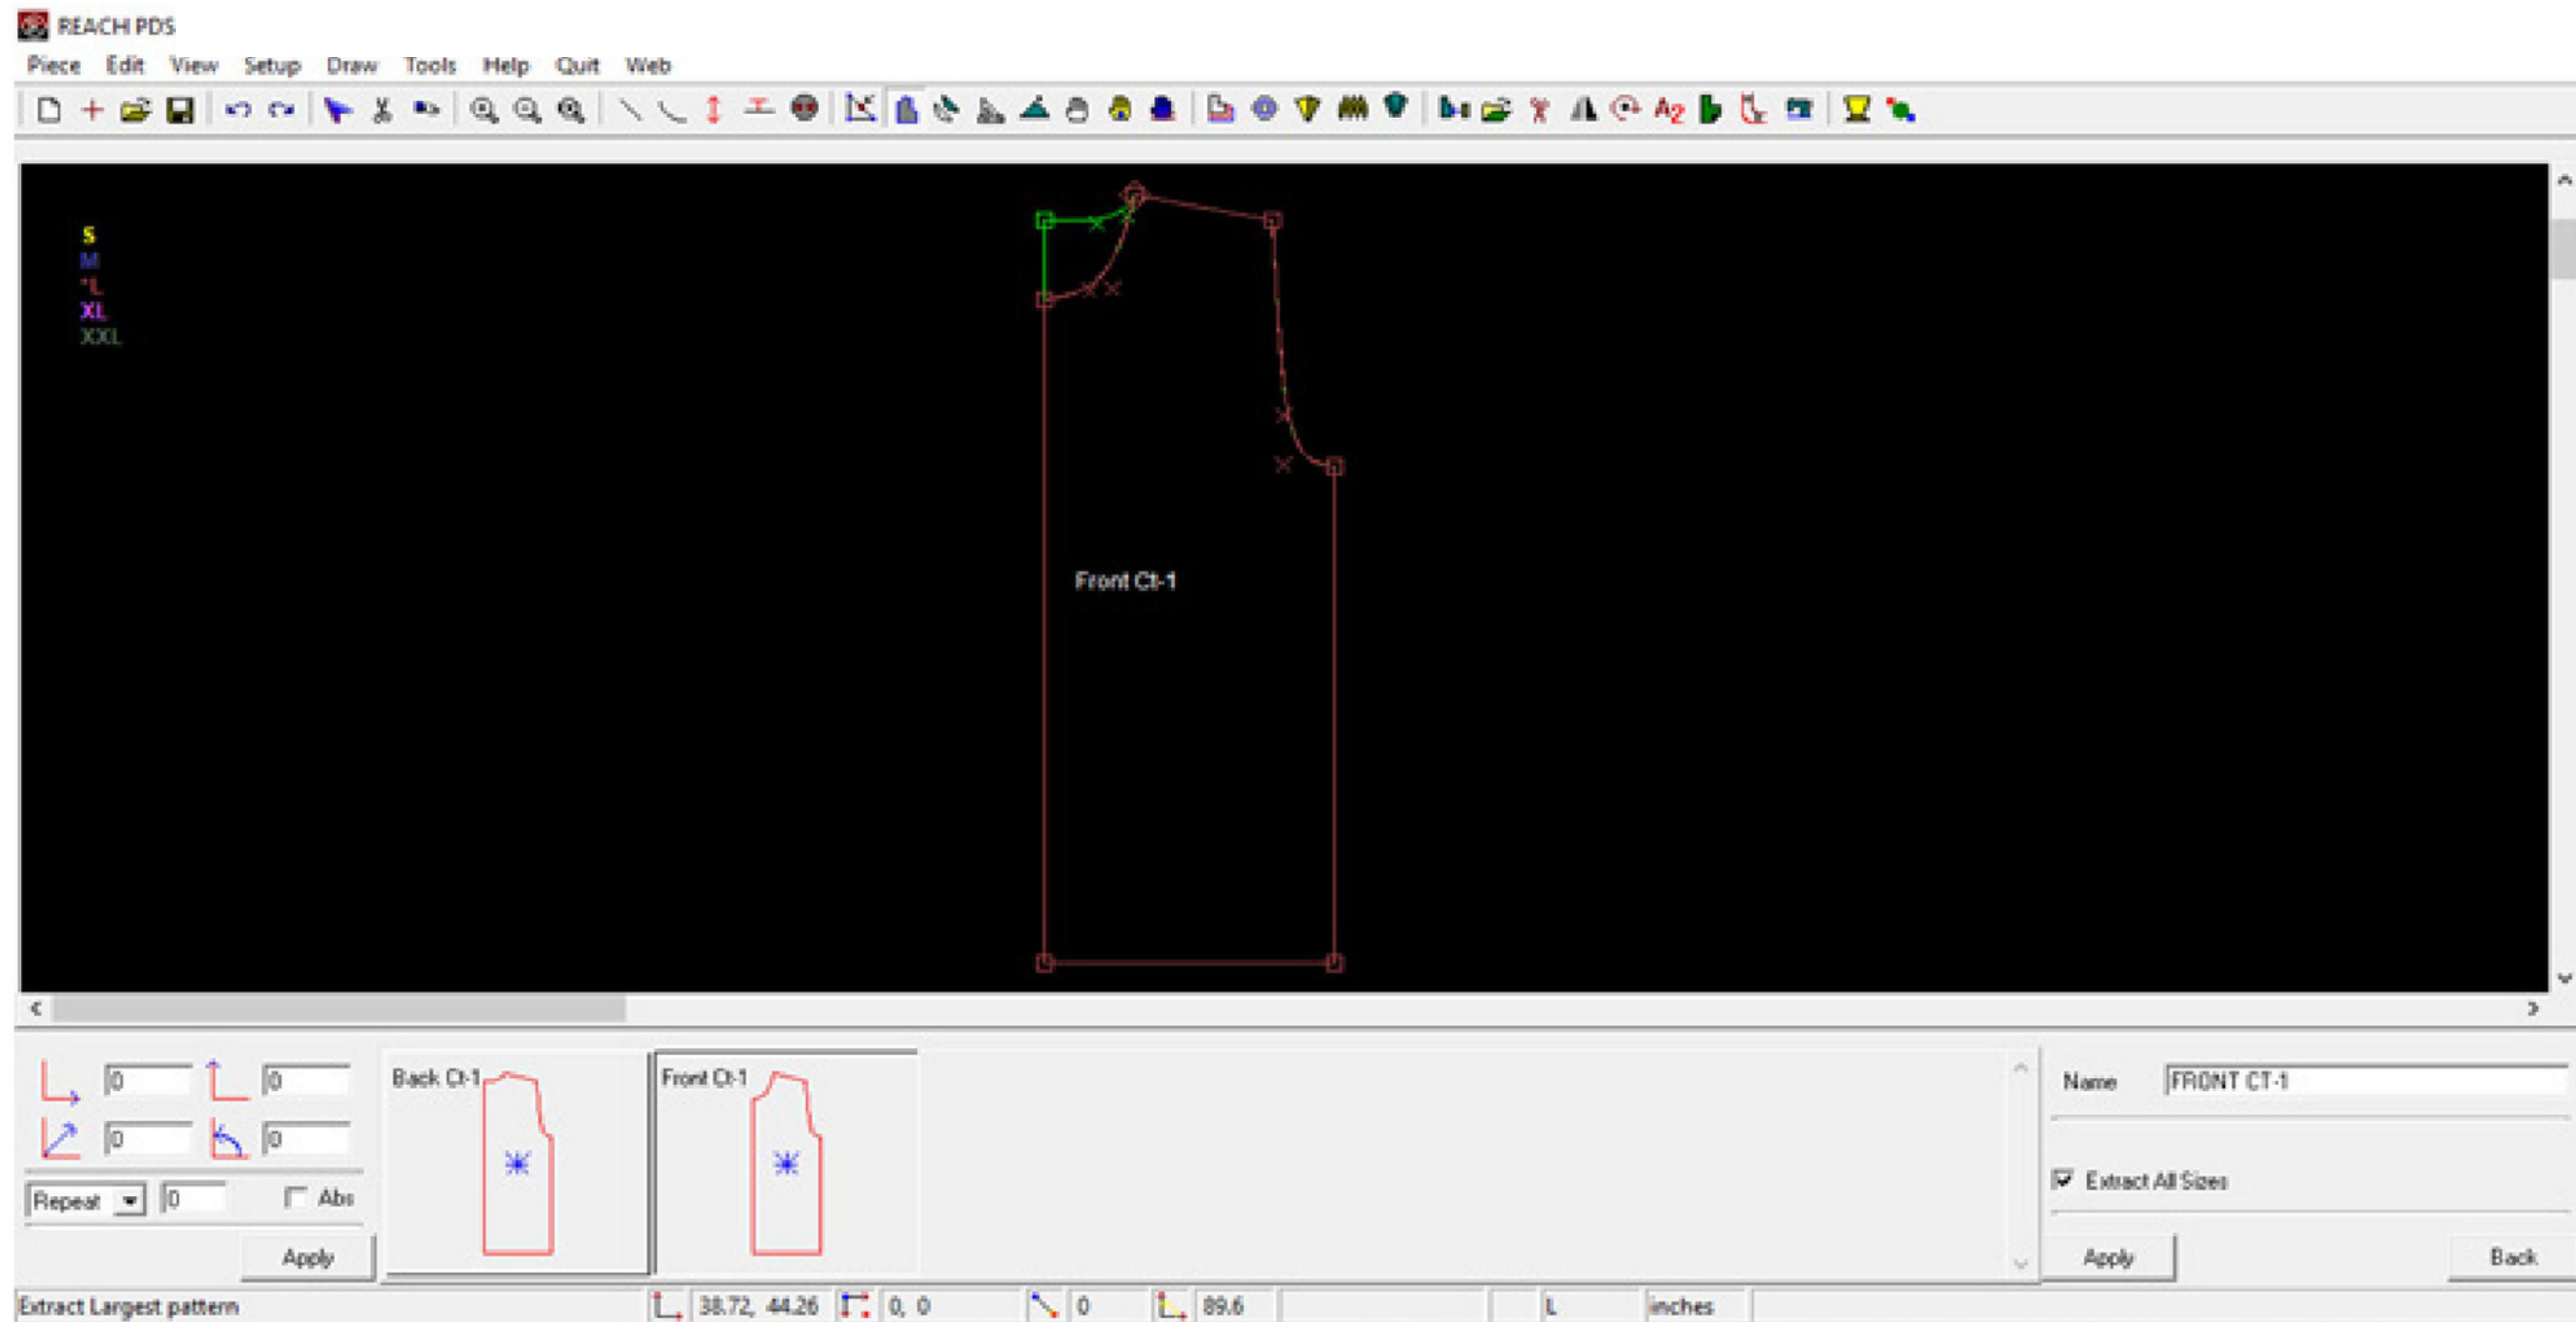 REACH PDS
Piece Edit View Setup Draw Tools Help Quit Web
A2
S
M
*L
XL
XXL
Front Ct-1
0 0
Back Ct-1
Front Ct-1
Name FRONT CT-1
0 0
Extract All Sizes
Repeat 0 Abs
Apply
Apply Back
Extract Largest pattern 38.72, 44.26 0, 0 0 89.6 L inches